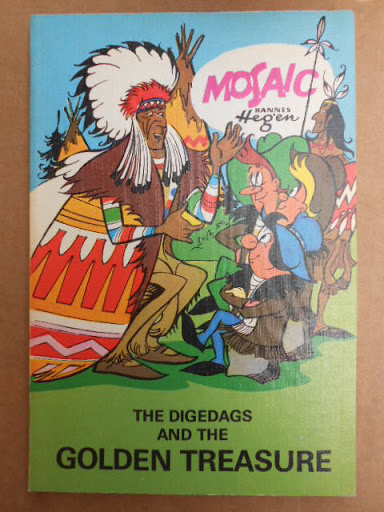 MOSAIC
HANNES
Hegen
THE DIGEDAGS
AND THE
GOLDEN TREASURE